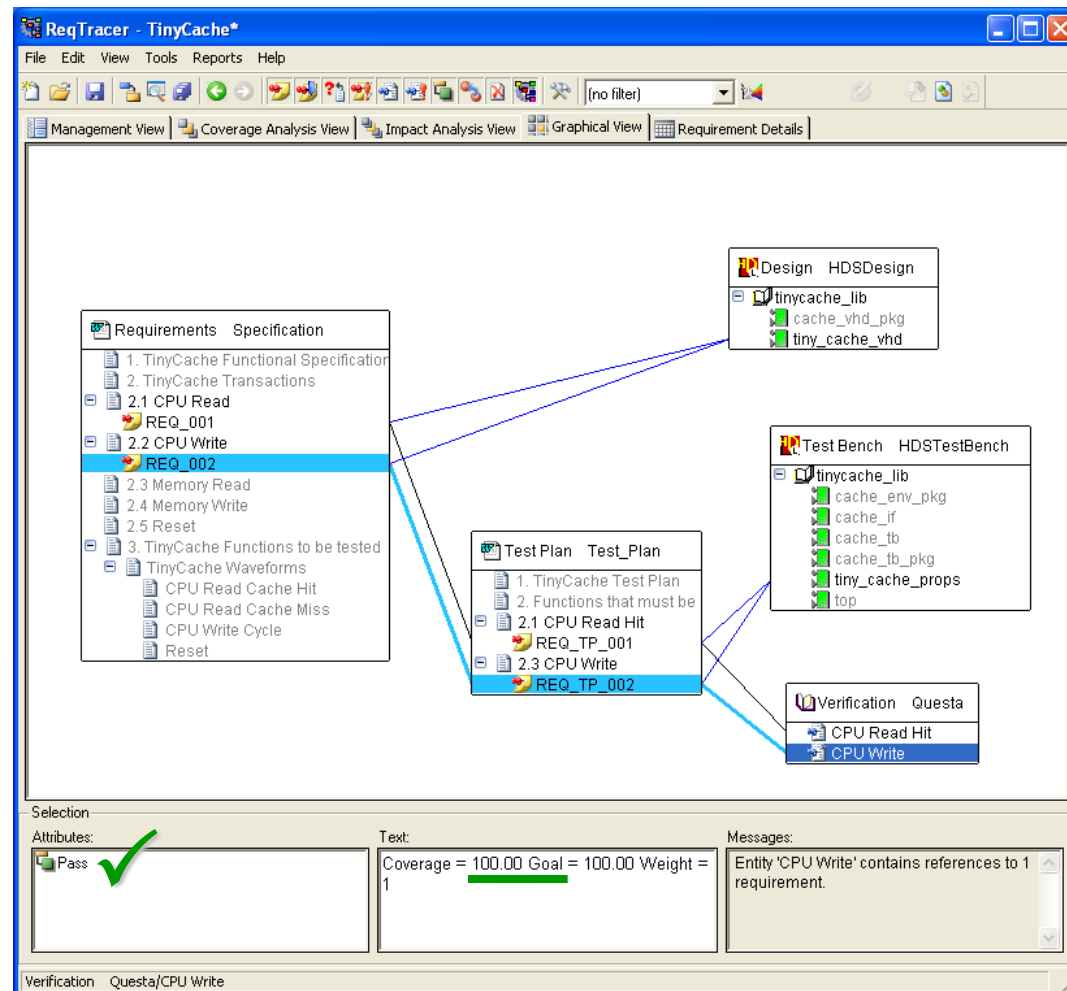 ReqTracer - TinyCache*
File Edit View Tools Reports Help
(no filter)
Management View Coverage Analysis View Impact Analysis View Graphical View Requirement Details
Design HDSDesign
tinycache_lib
cache_vhd_pkg
tiny_cache_vhd
Requirements Specification
1. TinyCache Functional Specification
2. TinyCache Transactions
2.1 CPU Read
REQ_001
2.2 CPU Write
REQ_002
2.3 Memory Read
2.4 Memory Write
2.5 Reset
3. TinyCache Functions to be tested
TinyCache Waveforms
CPU Read Cache Hit
CPU Read Cache Miss
CPU Write Cycle
Reset
Test Bench HDSTestBench
tinycache_lib
cache_env_pkg
cache_if
cache_tb
cache_tb_pkg
tiny_cache_props
top
Test Plan Test_Plan
1. TinyCache Test Plan
2. Functions that must be
2.1 CPU Read Hit
REQ_TP_001
2.3 CPU Write
REQ_TP_002
Verification Questa
CPU Read Hit
CPU Write
Selection
Attributes:
Pass
Text:
Coverage = 100.00 Goal = 100.00 Weight =
1
Messages:
Entity 'CPU Write' contains references to 1
requirement.
Verification Questa/CPU Write